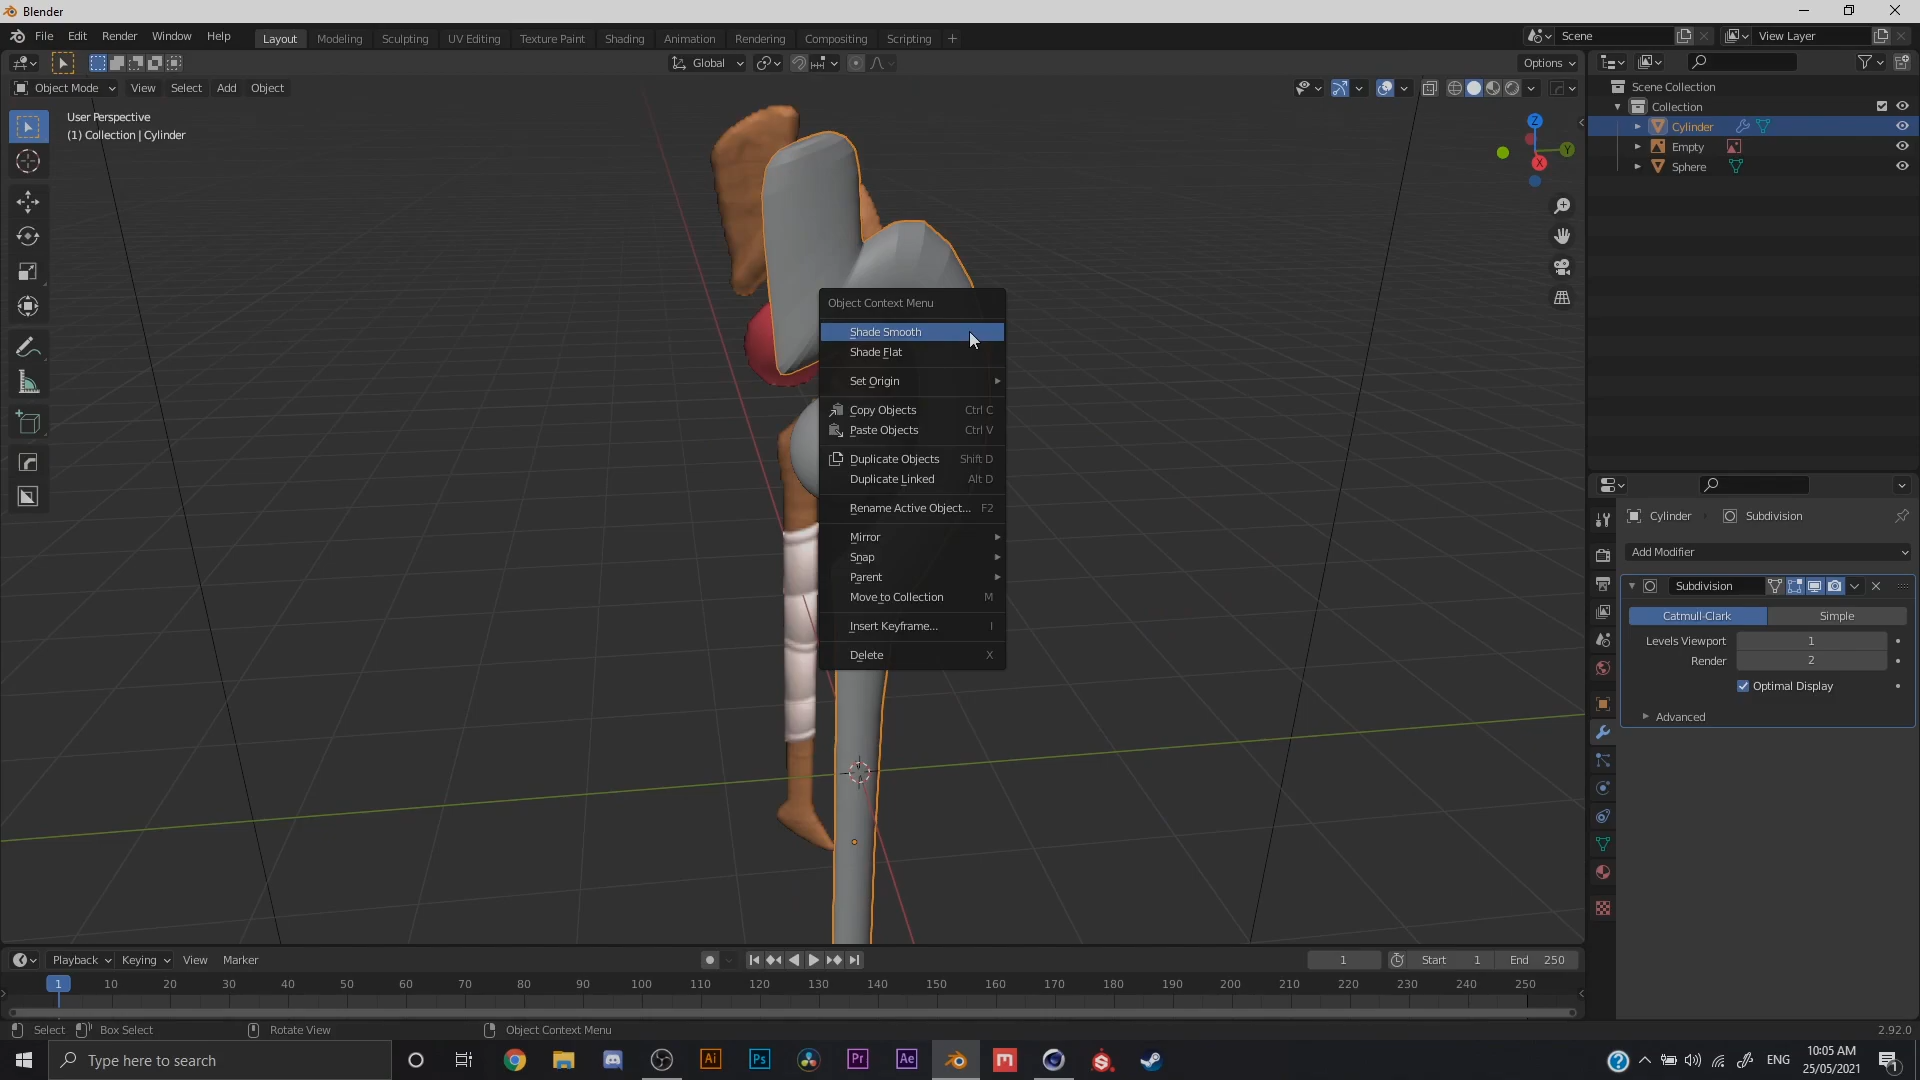 Blender
File Edit Render Window Help
Layout Modeling Sculpting UV Editing Texture Paint Shading Animation Rendering Compositing Scripting +
Scene
View Layer
Global
Options
Object Mode View Select Add Object
User Perspective
(1) Collection | Cylinder
Z
Y
X
Scene Collection
Collection
Cylinder
Empty
Sphere
Object Context Menu
Shade Smooth
Shade Flat
Set Origin
Copy Objects Ctrl C
Paste Objects Ctrl V
Duplicate Objects Shift D
Duplicate Linked Alt D
Rename Active Object... F2
Mirror
Snap
Parent
Move to Collection M
Insert Keyframe... I
Delete X
Cylinder Subdivision
Add Modifier
Subdivision
Catmull-Clark Simple
Levels Viewport 1
Render 2
Optimal Display
Advanced
Playback Keying View Marker
1
Start 1 End 250
1 10 20 30 40 50 60 70 80 90 100 110 120 130 140 150 160 170 180 190 200 210 220 230 240 250
Select Box Select Rotate View Object Context Menu
2.92.0
Type here to search
Ai
Ps
Pr
Ae
ENG
10:05 AM
25/05/2021
1